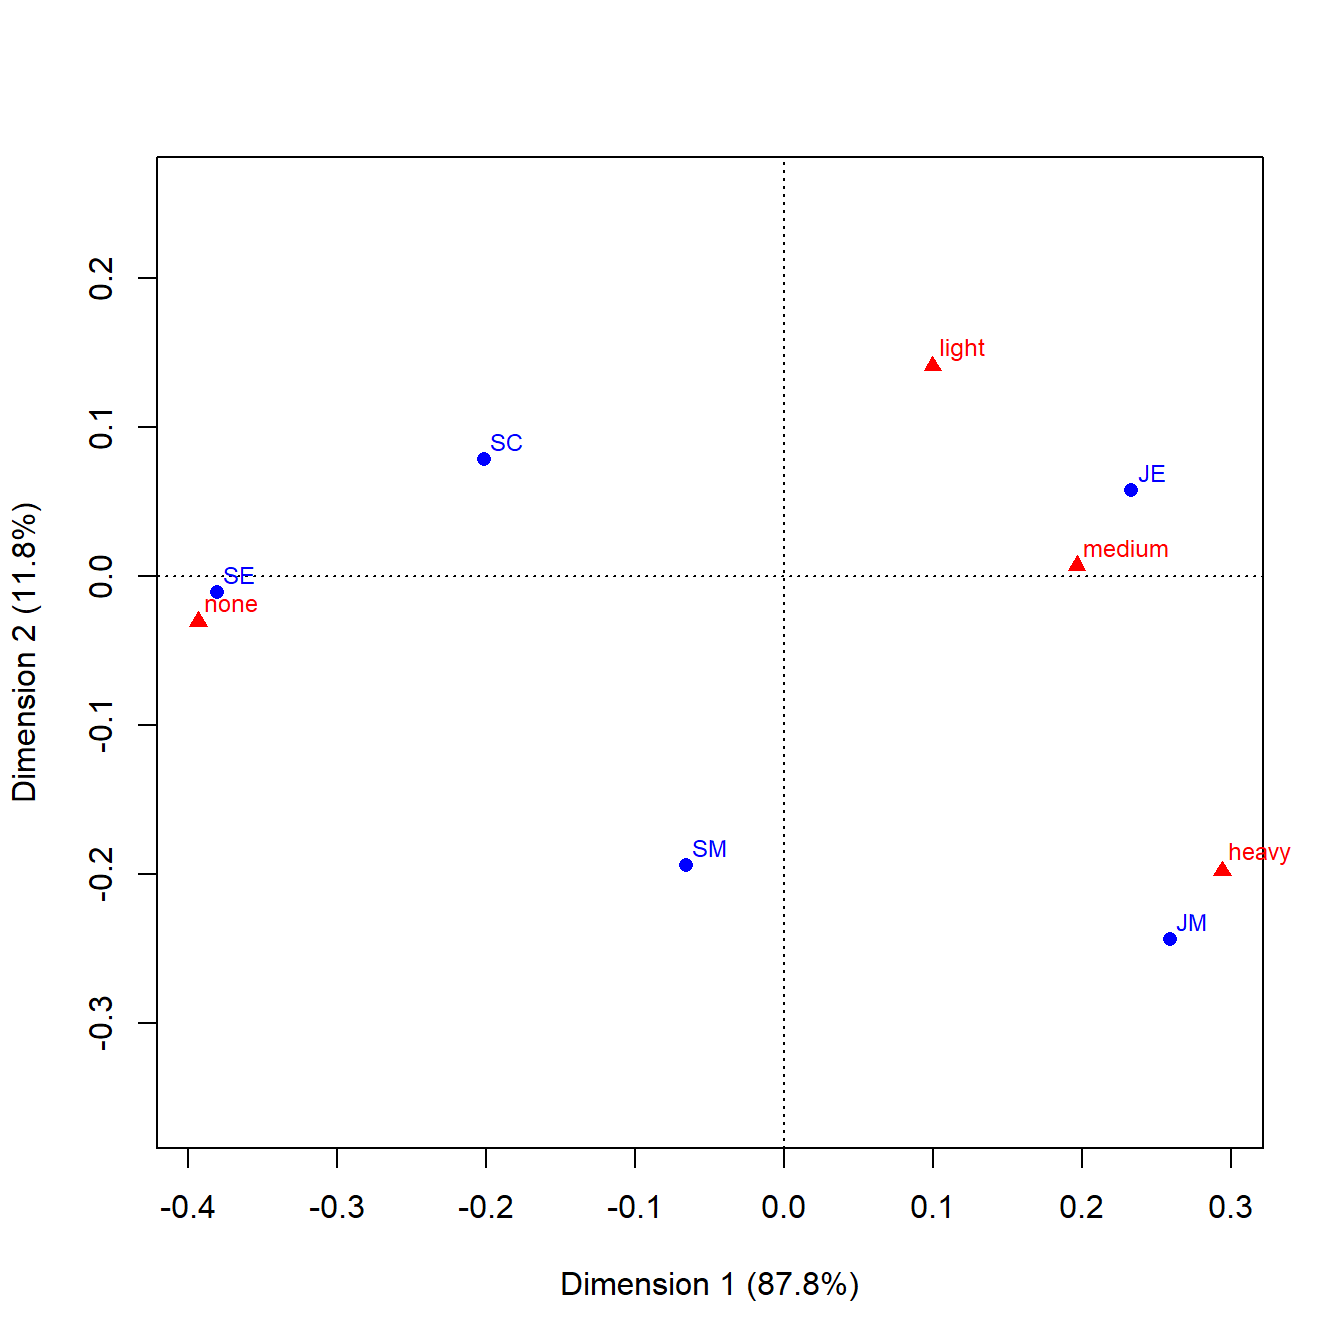 0.2
0.1
0.0
-0.1
-0.2
-0.3
Dimension 2 (11.8%)
light
SC
JE
medium
SE
none
SM
heavy
JM
-0.4 -0.3 -0.2 -0.1 0.0 0.1 0.2 0.3
Dimension 1 (87.8%)